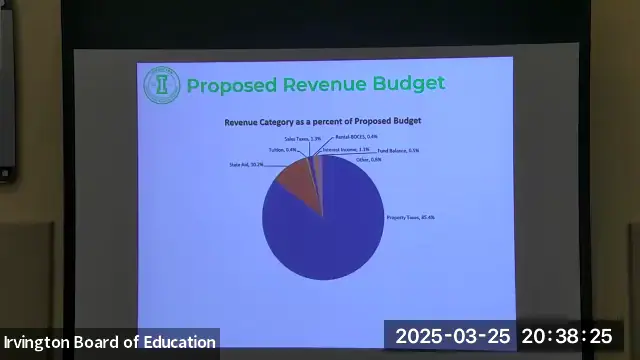 I
Proposed Revenue Budget
Revenue Category as a percent of Proposed Budget
Sales Taxes, 1.3%
Rental-BOCES, 0.4%
Tuition, 0.4%
Interest Income, 1.1%
Fund Balance, 0.5%
Other, 0.8%
State Aid, 10.2%
Property Taxes, 85.4%
Irvington Board of Education
2025-03-25 20:38:25